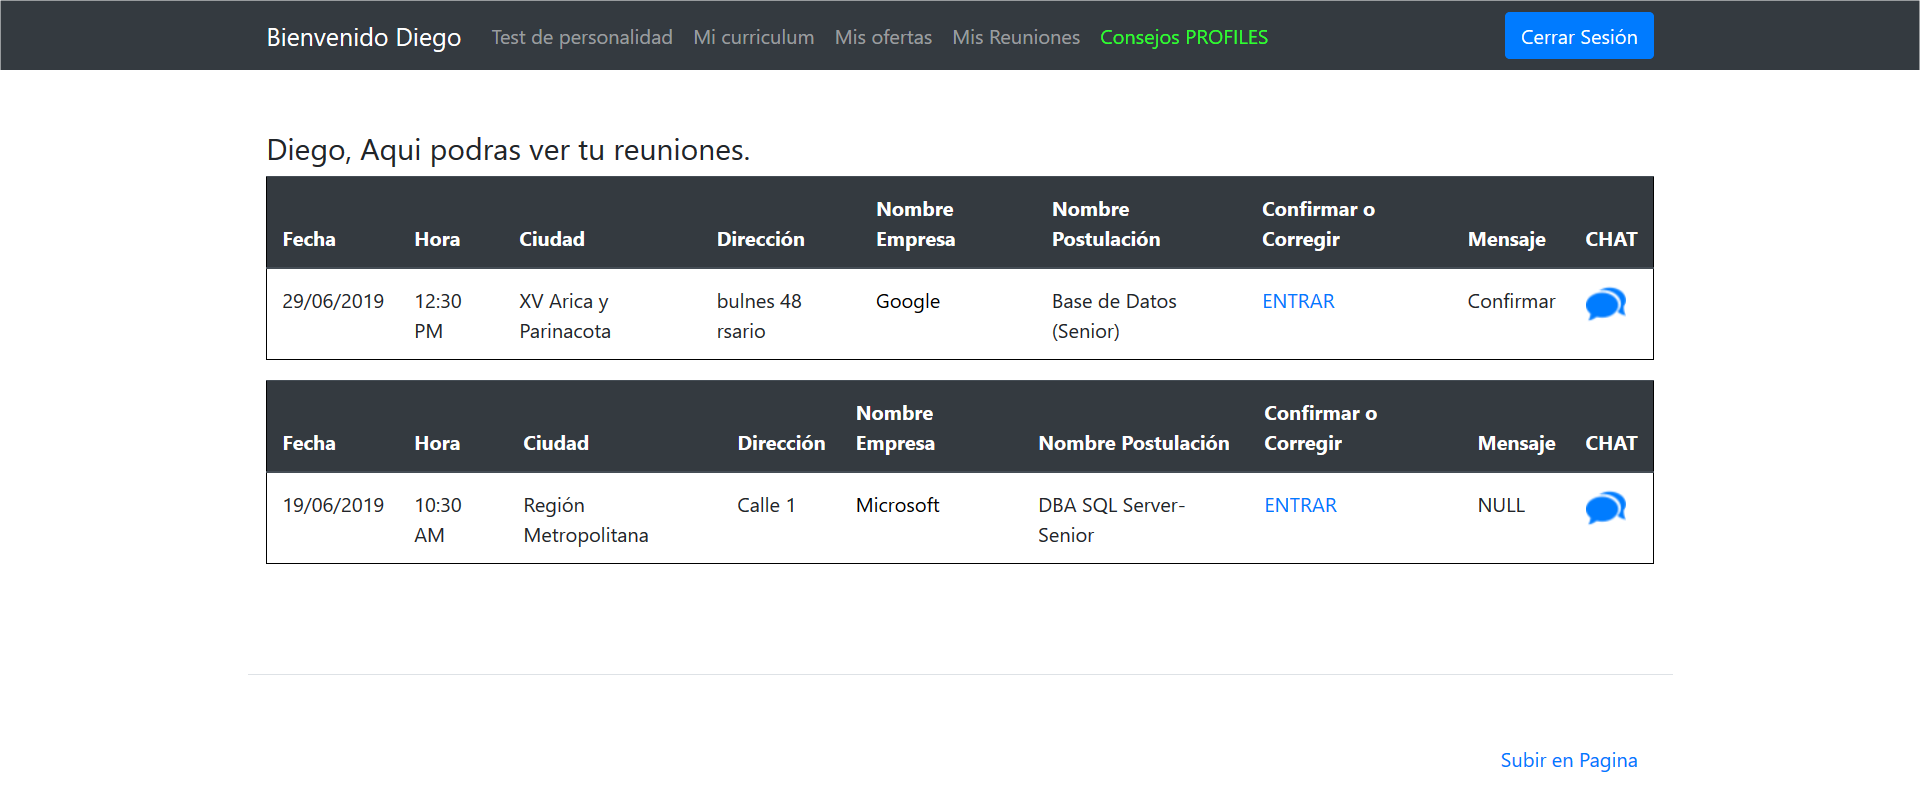 Bienvenido Diego Test de personalidad Mi curriculum Mis ofertas Mis Reuniones Consejos PROFILES Cerrar Sesión
Diego, Aqui podras ver tu reuniones.
Fecha Hora Ciudad Dirección Nombre Empresa Nombre Postulación Confirmar o Corregir Mensaje CHAT
29/06/2019 12:30 PM XV Arica y Parinacota bulnes 48 rsario Google Base de Datos (Senior) ENTRAR Confirmar
Fecha Hora Ciudad Dirección Nombre Empresa Nombre Postulación Confirmar o Corregir Mensaje CHAT
19/06/2019 10:30 AM Región Metropolitana Calle 1 Microsoft DBA SQL Server-Senior ENTRAR NULL
Subir en Pagina